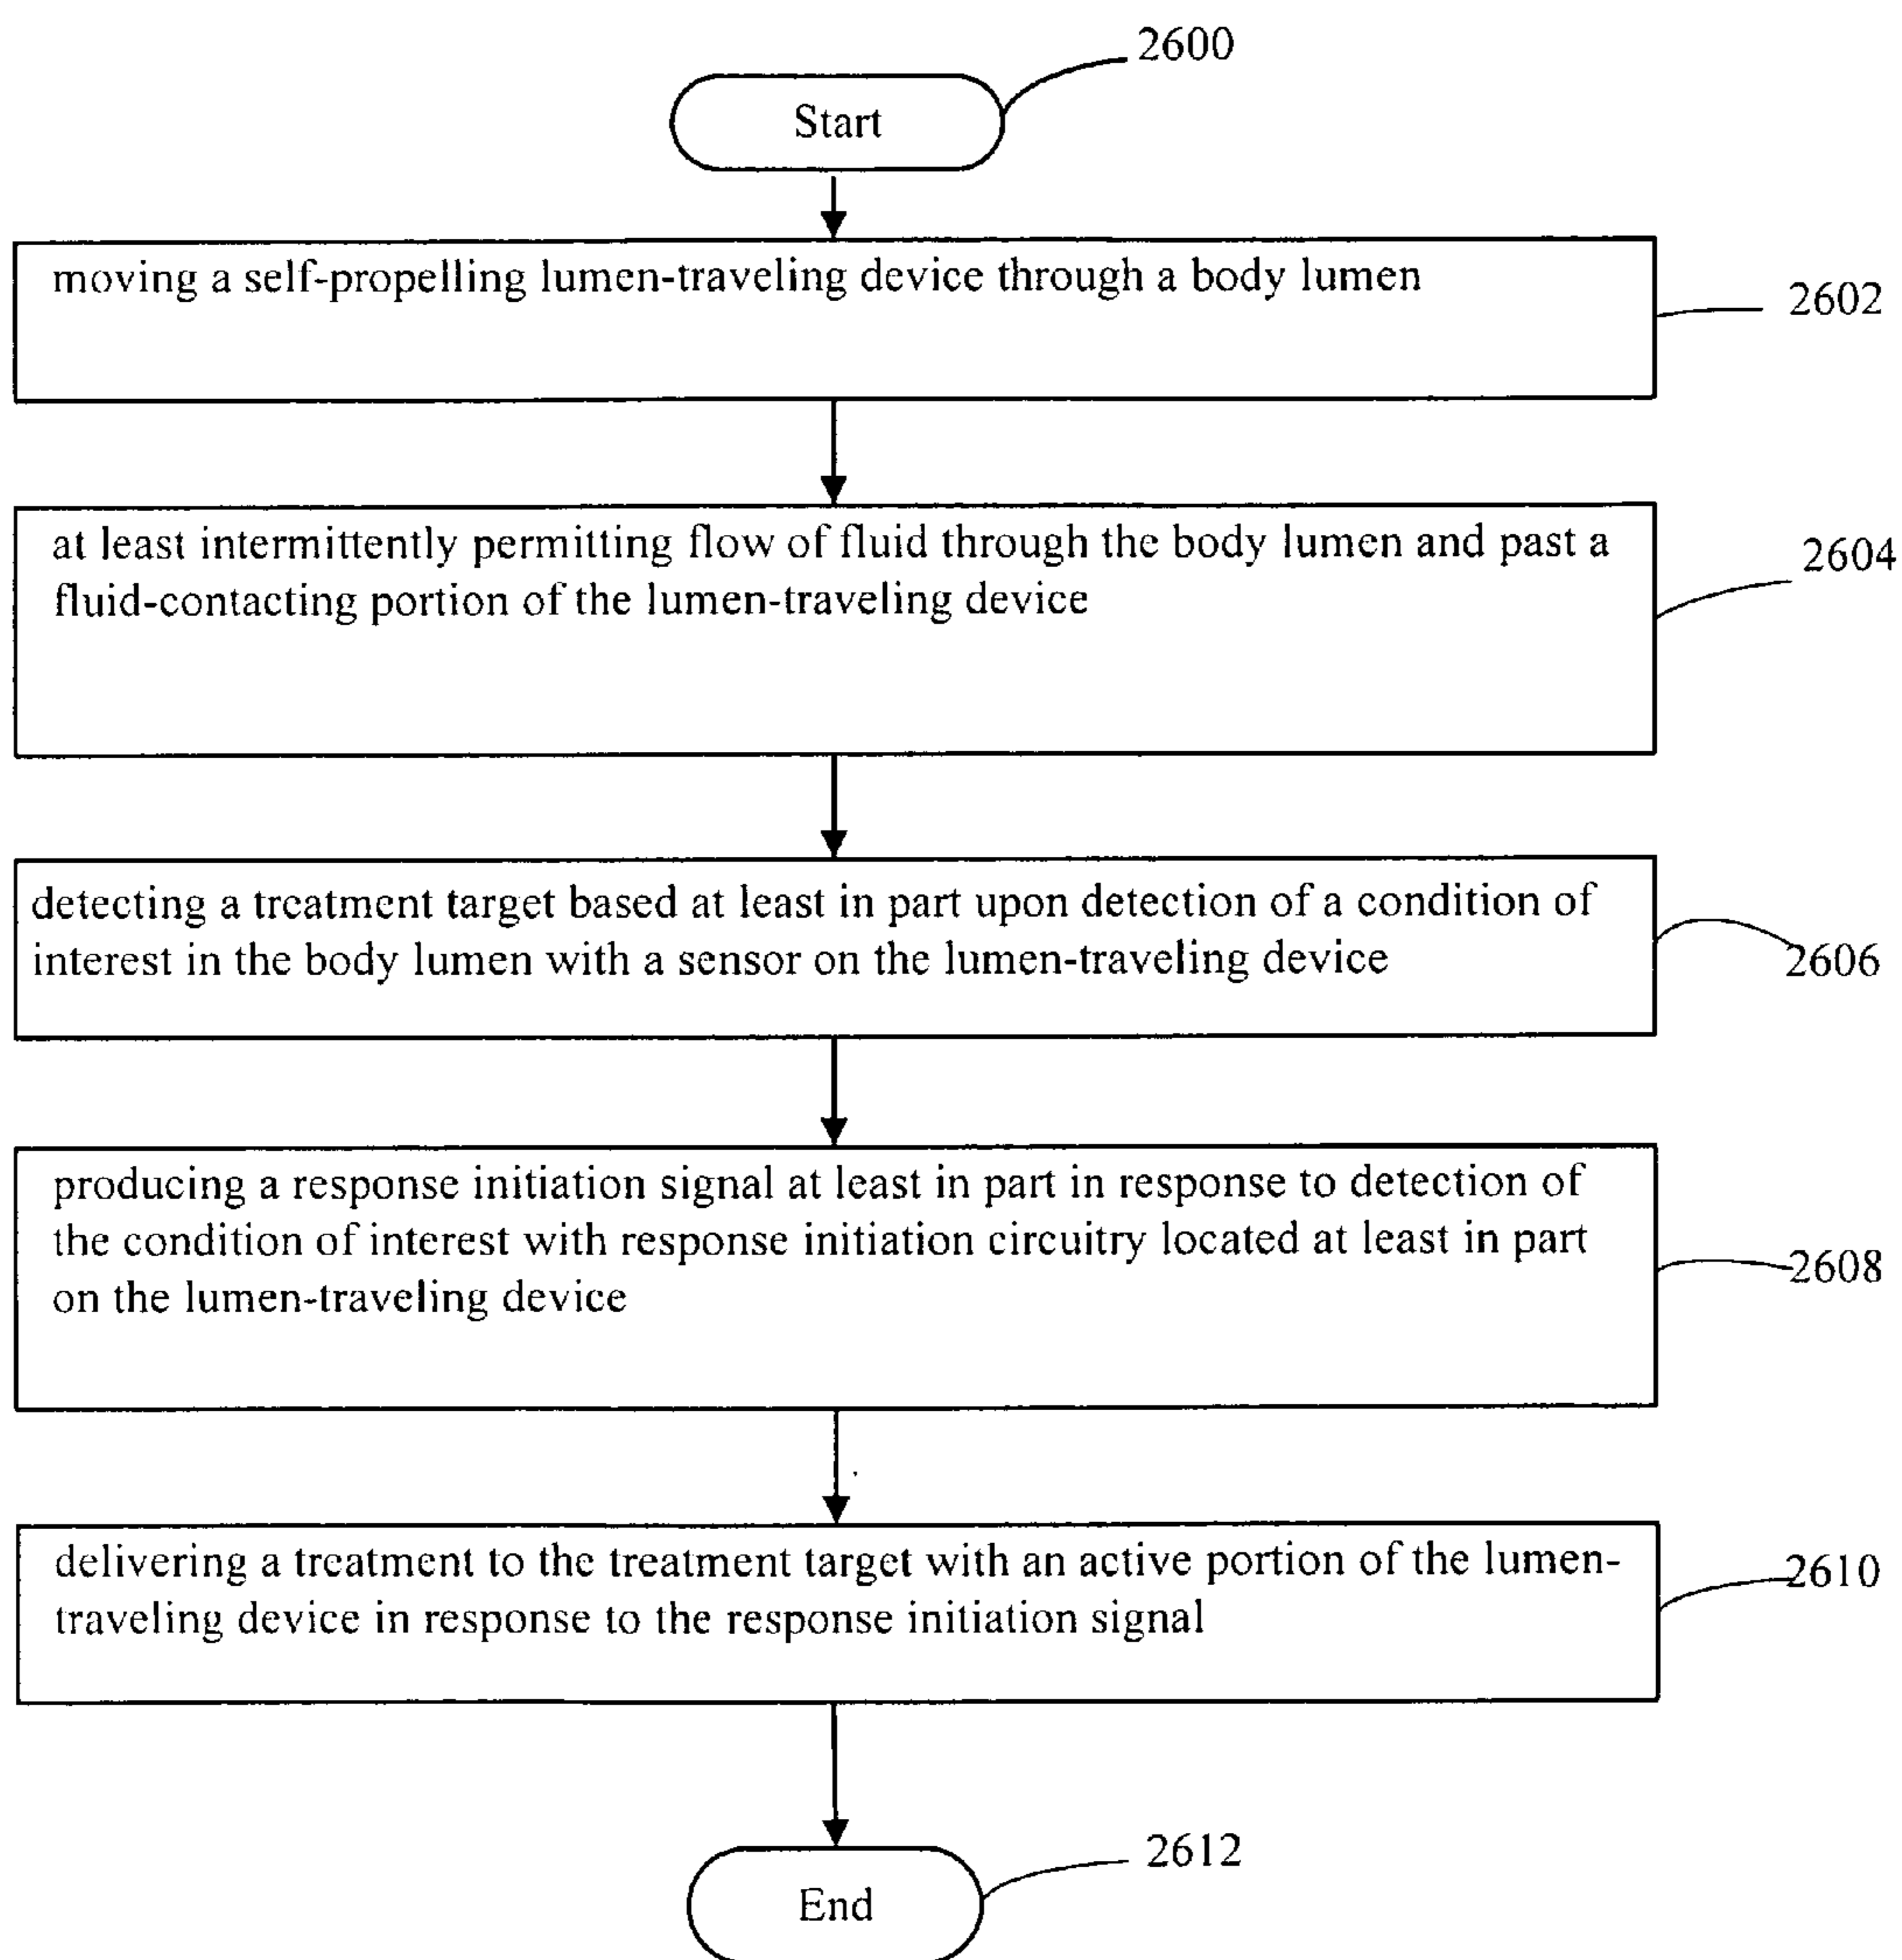 2600
Start
moving a self-propelling lumen-traveling device through a body lumen
2602
at least intermittently permitting flow of fluid through the body lumen and past a
fluid-contacting portion of the lumen-traveling device
2604
detecting a treatment target based at least in part upon detection of a condition of
interest in the body lumen with a sensor on the lumen-traveling device
2606
producing a response initiation signal at least in part in response to detection of
the condition of interest with response initiation circuitry located at least in part
on the lumen-traveling device
2608
delivering a treatment to the treatment target with an active portion of the lumen-
traveling device in response to the response initiation signal
2610
2612
End